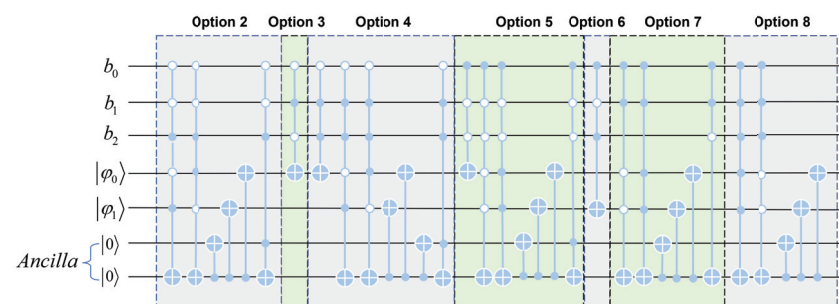 Option 2 Option 3 Option 4 Option 5 Option 6 Option 7 Option 8
b₀
b₁
b₂
|φ₀⟩
|φ₁⟩
|0⟩
Ancilla
|0⟩